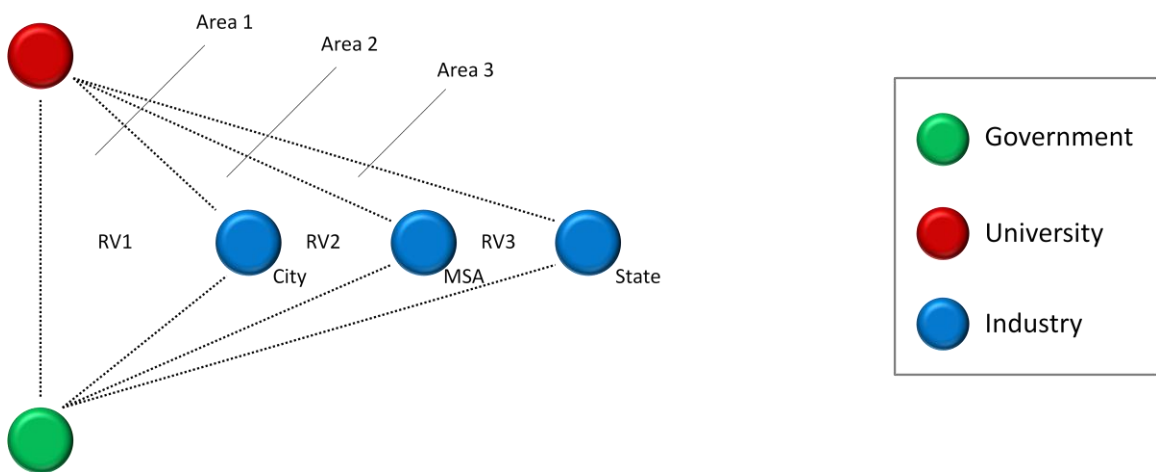 Area 1
Area 2
Area 3
RV1
RV2
RV3
City
MSA
State
Government
University
Industry